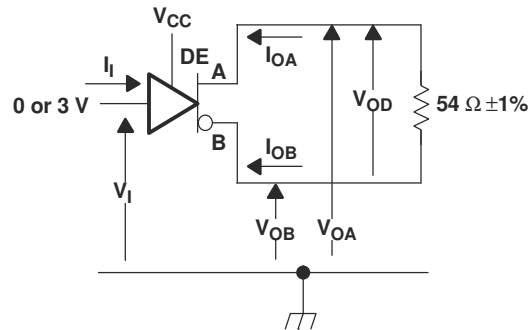 VCC
II
DE
A
IOA
0 or 3 V
VOD
54 Ω ±1%
B
IOB
VI
VOB
VOA